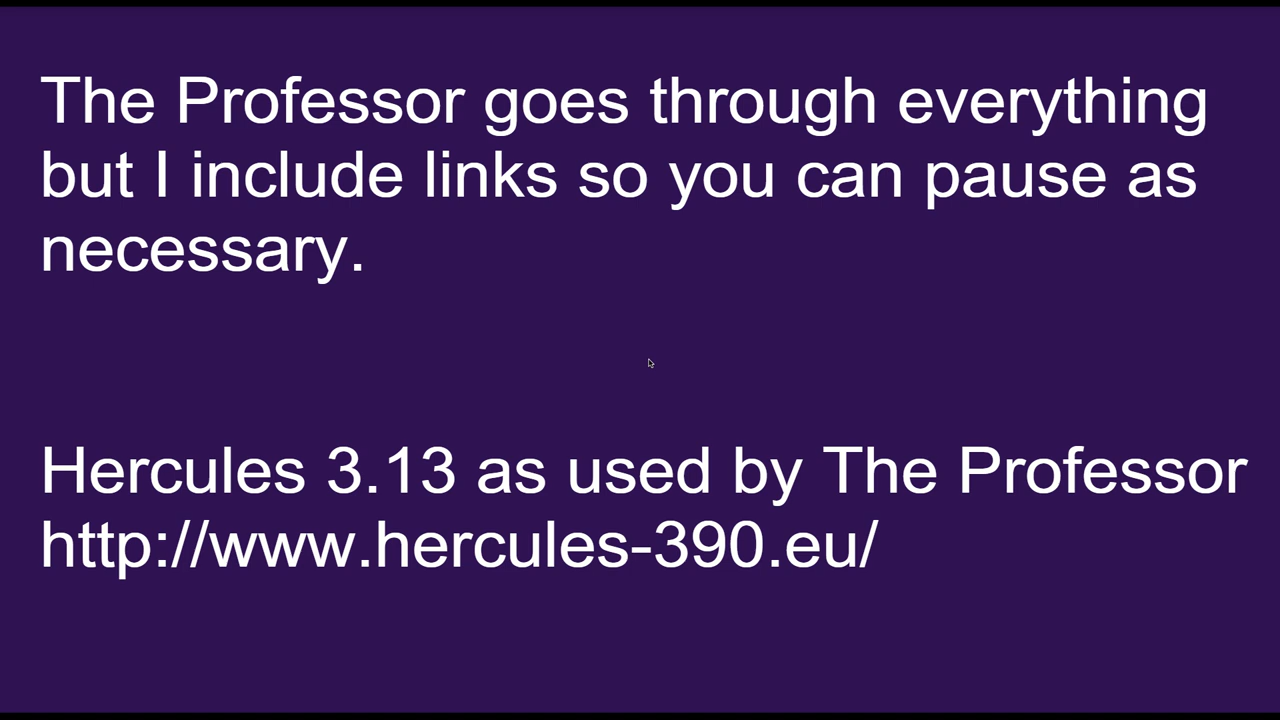 The Professor goes through everything
but I include links so you can pause as
necessary.
Hercules 3.13 as used by The Professor
http://www.hercules-390.eu/